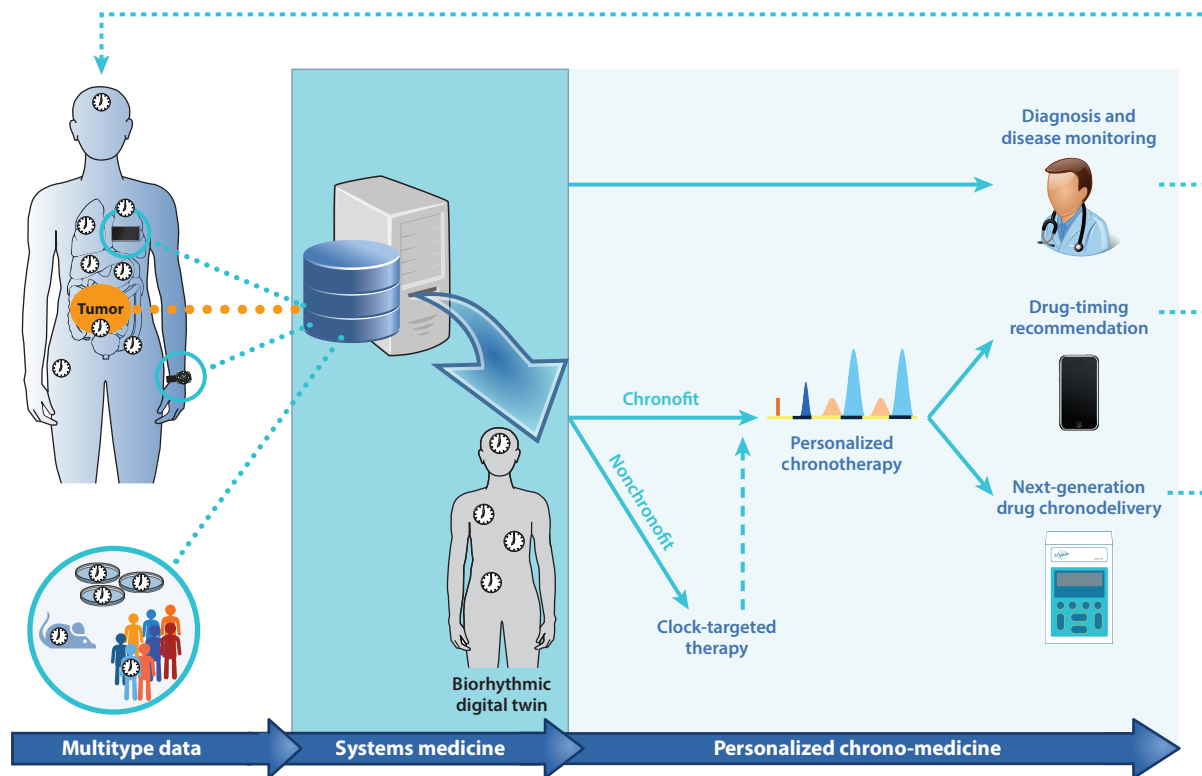 Diagnosis and
disease monitoring
Tumor
Drug-timing
recommendation
Chronofit
Personalized
chronotherapy
Nonchronofit
Next-generation
drug chronodelivery
Clock-targeted
therapy
Biorhythmic
digital twin
Multitype data
Systems medicine
Personalized chrono-medicine